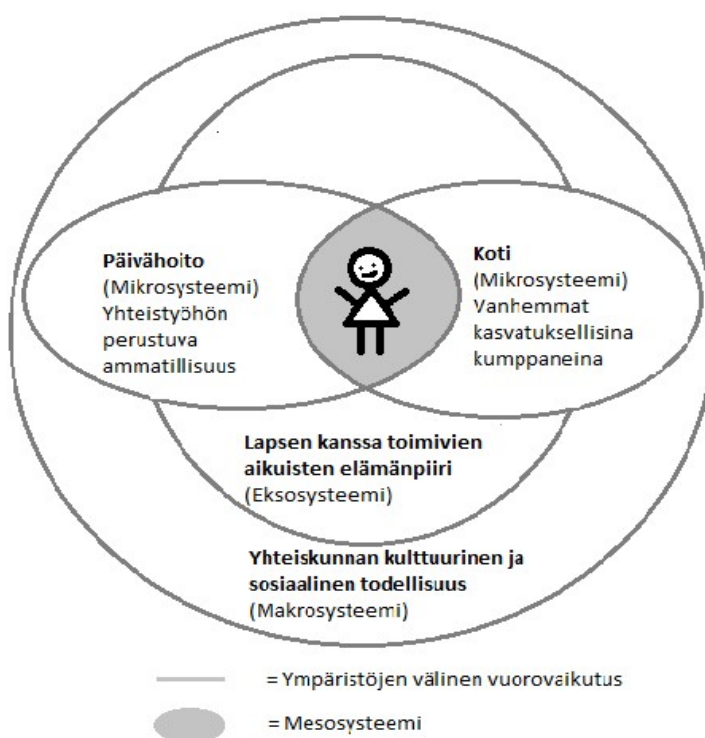 Päivähoito
(Mikrosysteemi)
Yhteistyöhön
perustuva
ammatillisuus
Koti
(Mikrosysteemi)
Vanhemmat
kasvatuksellisina
kumppaneina
Lapsen kanssa toimivien
aikuisten elämänpiiri
(Eksosysteemi)
Yhteiskunnan kulttuurinen ja
sosiaalinen todellisuus
(Makrosysteemi)
= Ympäristöjen välinen vuorovaikutus
= Mesosysteemi